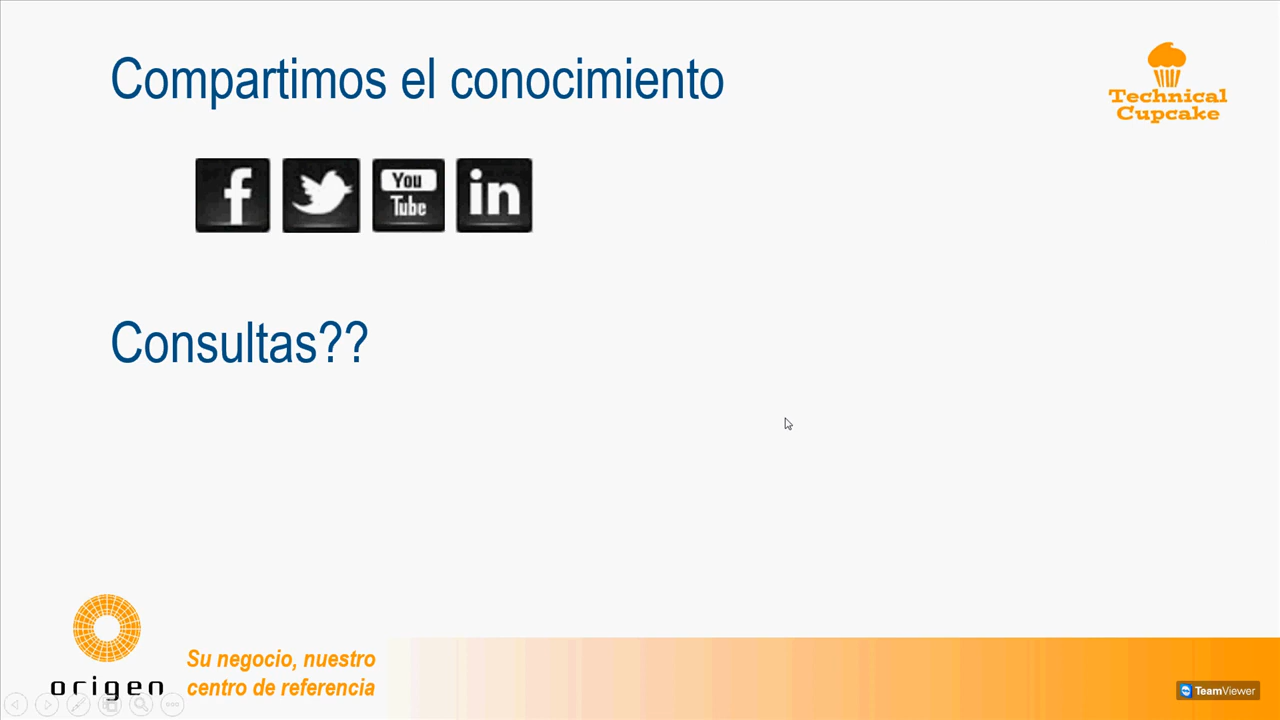 Compartimos el conocimiento
Technical
Cupcake
f
You
Tube
in
Consultas??
Su negocio, nuestro
centro de referencia
origen
TeamViewer